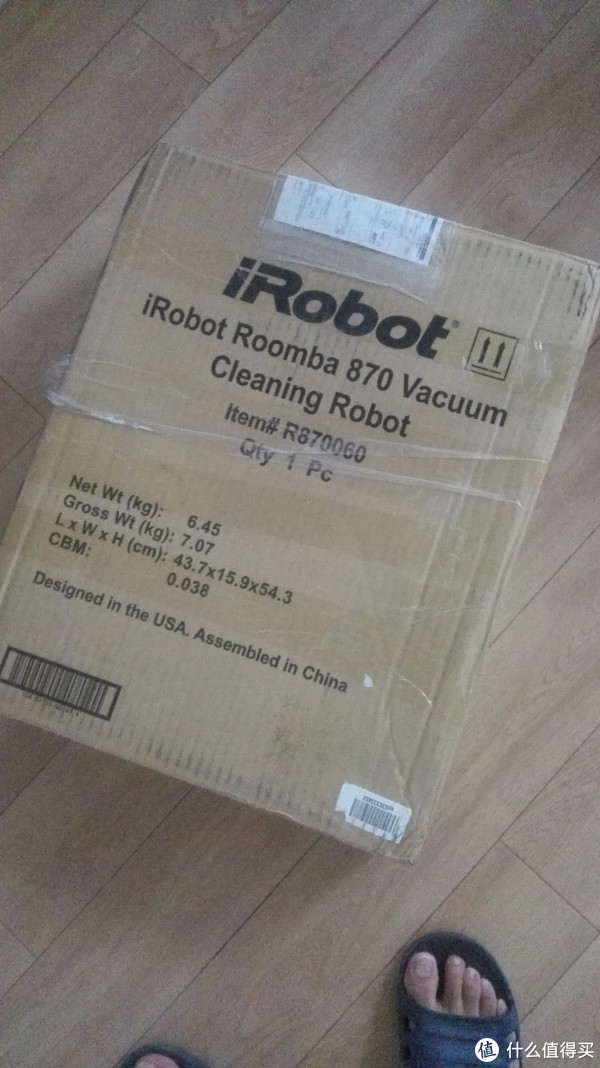 iRobot®
iRobot Roomba 870 Vacuum
Cleaning Robot
Item# R870060
Qty 1 Pc
Net Wt (kg): 6.45
Gross Wt (kg): 7.07
L x W x H (cm): 43.7x15.9x54.3
CBM: 0.038
Designed in the USA. Assembled in China
值 什么值得买